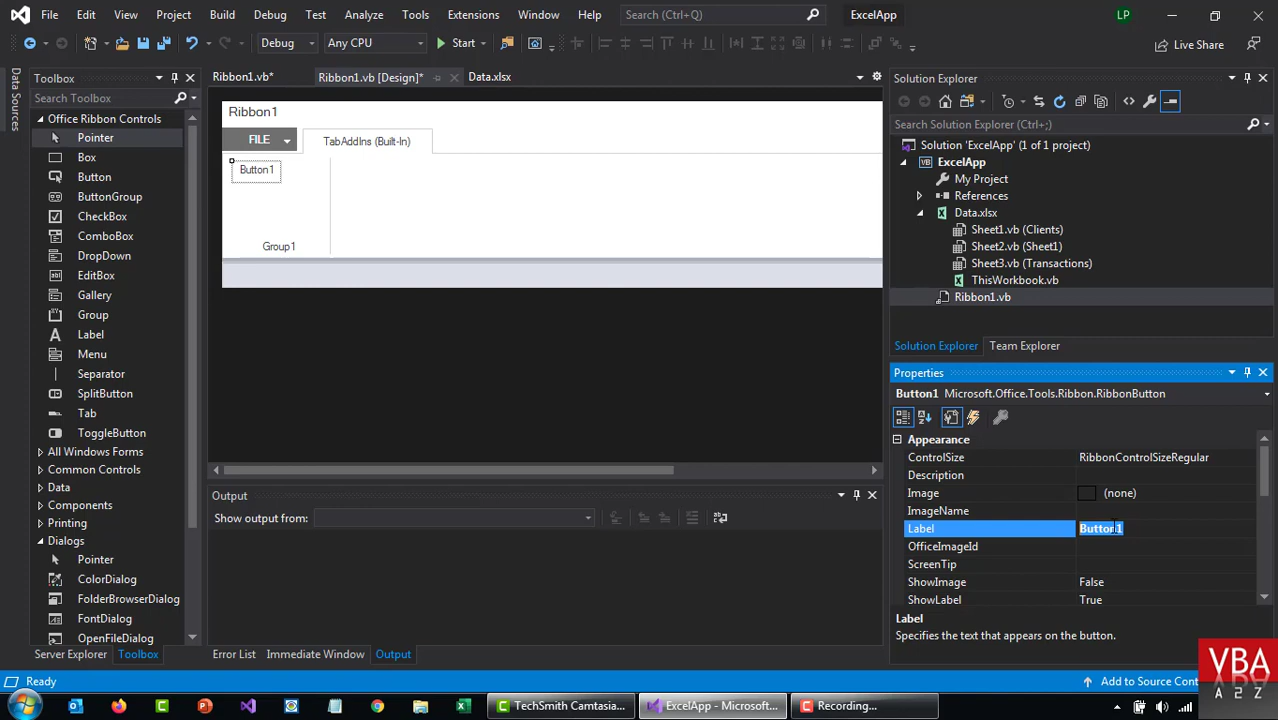 File Edit View Project Build Debug Test Analyze Tools Extensions Window Help Search (Ctrl+Q) ExcelApp LP
Debug Any CPU Start Live Share
Data Sources
Toolbox
Search Toolbox
Office Ribbon Controls
Pointer
Box
Button
ButtonGroup
CheckBox
ComboBox
DropDown
EditBox
Gallery
Group
Label
Menu
Separator
SplitButton
Tab
ToggleButton
All Windows Forms
Common Controls
Data
Components
Printing
Dialogs
Pointer
ColorDialog
FolderBrowserDialog
FontDialog
OpenFileDialog
Server Explorer Toolbox
Ribbon1.vb* Ribbon1.vb [Design]* Data.xlsx
Ribbon1
FILE TabAddIns (Built-In)
Button1
Group1
Output
Show output from:
Error List Immediate Window Output
Solution Explorer
Search Solution Explorer (Ctrl+;)
Solution 'ExcelApp' (1 of 1 project)
VB ExcelApp
My Project
References
Data.xlsx
Sheet1.vb (Clients)
Sheet2.vb (Sheet1)
Sheet3.vb (Transactions)
ThisWorkbook.vb
Ribbon1.vb
Solution Explorer Team Explorer
Properties
Button1 Microsoft.Office.Tools.Ribbon.RibbonButton
Appearance
ControlSize RibbonControlSizeRegular
Description
Image (none)
ImageName
Label Button1
OfficeImageId
ScreenTip
ShowImage False
ShowLabel True
Label
Specifies the text that appears on the button.
Ready Add to Source Cont
VBA
A 2 Z
TechSmith Camtasia... ExcelApp - Microsoft... Recording...